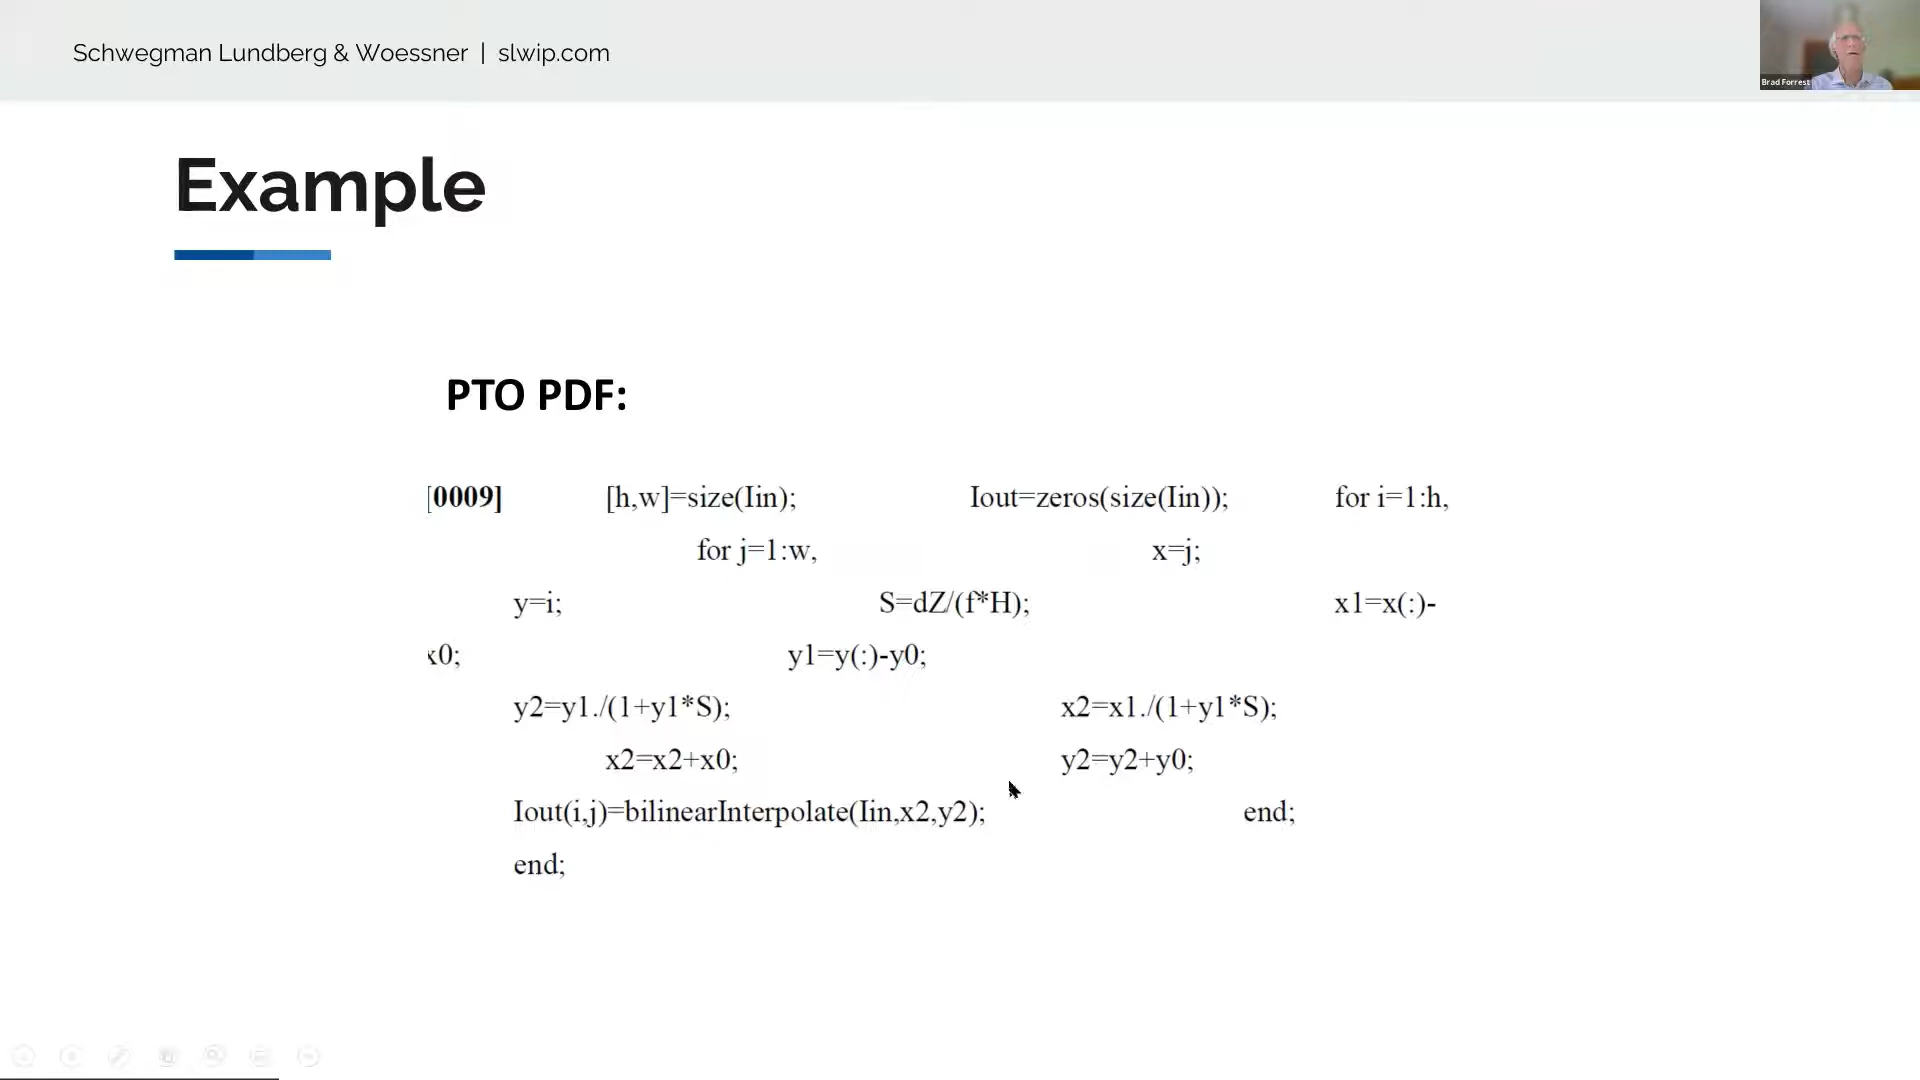 Schwegman Lundberg & Woessner | slwip.com
Brad Forrest
Example
PTO PDF:
[0009] [h,w]=size(Iin); Iout=zeros(size(Iin)); for i=1:h,
for j=1:w, x=j;
y=i; S=dZ/(f*H); x1=x(:)-
x0; y1=y(:)-y0;
y2=y1./(1+y1*S); x2=x1./(1+y1*S);
x2=x2+x0; y2=y2+y0;
Iout(i,j)=bilinearInterpolate(Iin,x2,y2); end;
end;